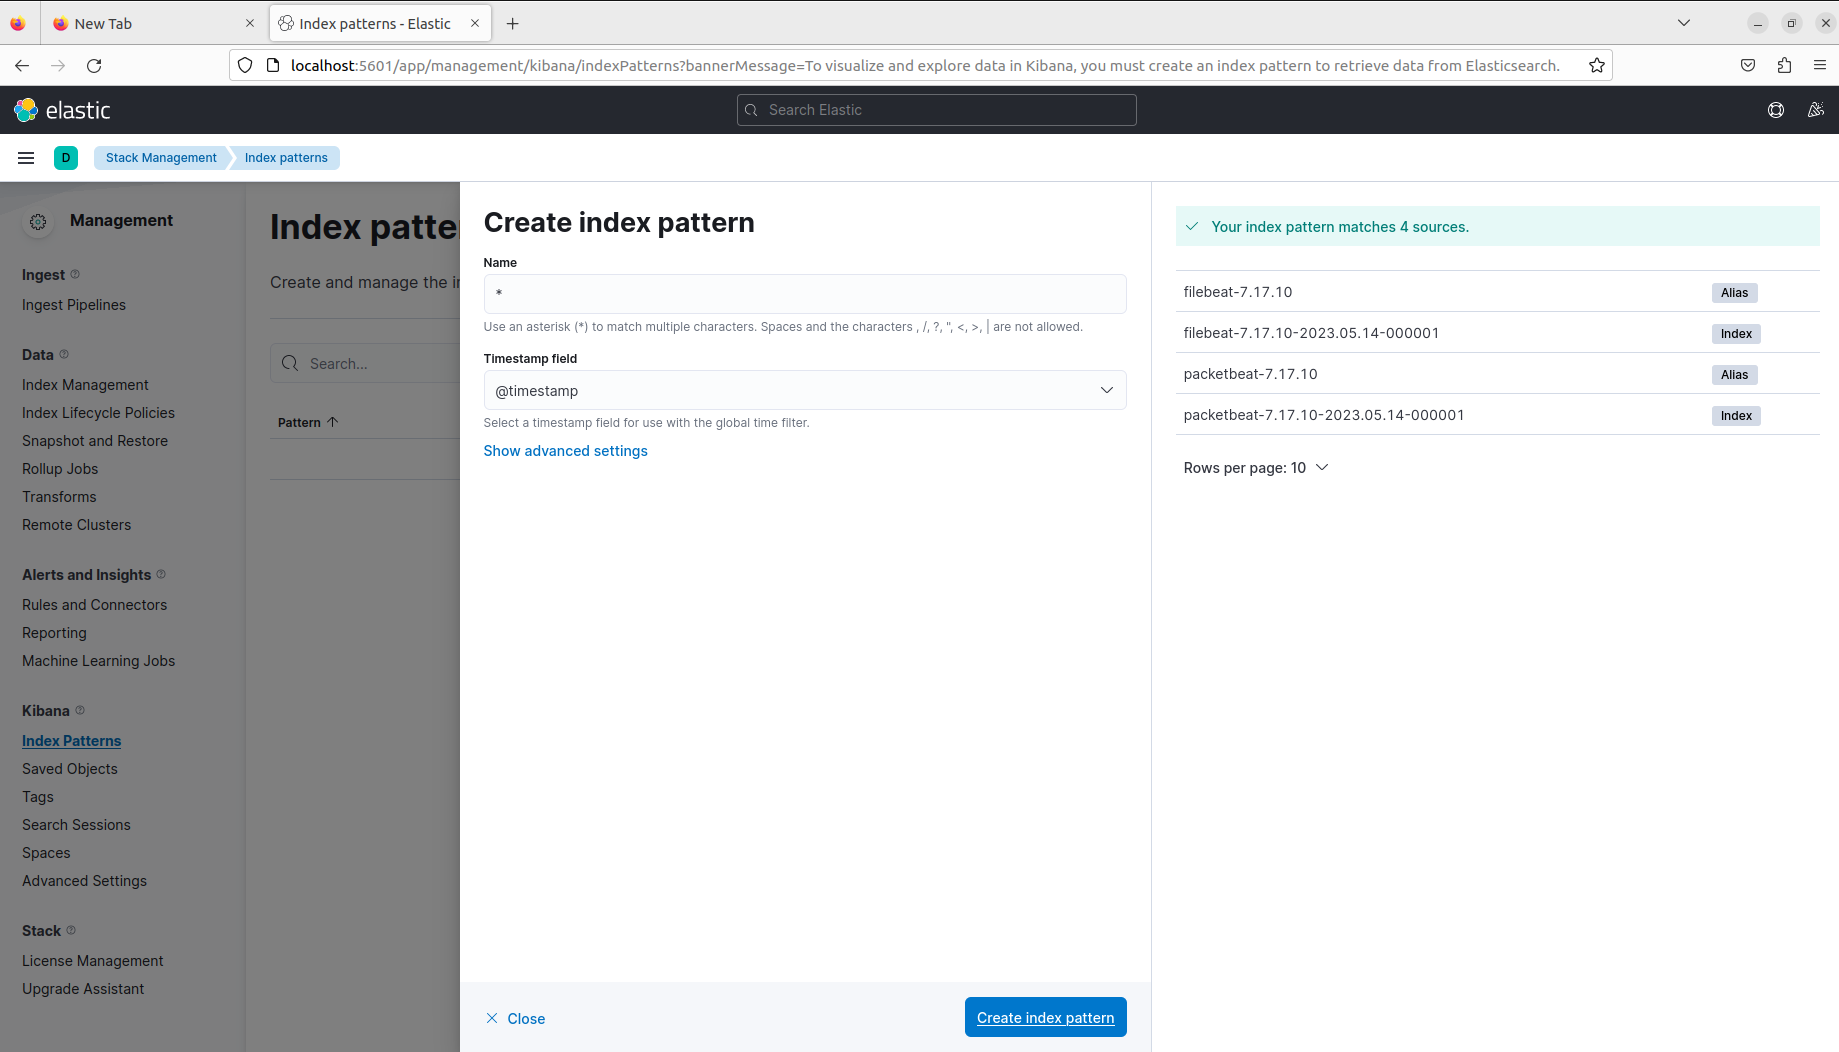 New Tab
Index patterns - Elastic
localhost:5601/app/management/kibana/indexPatterns?bannerMessage=To visualize and explore data in Kibana, you must create an index pattern to retrieve data from Elasticsearch.
elastic
Search Elastic
D
Stack Management
Index patterns
Management
Ingest
Ingest Pipelines
Data
Index Management
Index Lifecycle Policies
Snapshot and Restore
Rollup Jobs
Transforms
Remote Clusters
Alerts and Insights
Rules and Connectors
Reporting
Machine Learning Jobs
Kibana
Index Patterns
Saved Objects
Tags
Search Sessions
Spaces
Advanced Settings
Stack
License Management
Upgrade Assistant
Index patte
Create and manage the i
Search...
Pattern
Create index pattern
Name
*
Use an asterisk (*) to match multiple characters. Spaces and the characters , /, ?, ", <, >, | are not allowed.
Timestamp field
@timestamp
Select a timestamp field for use with the global time filter.
Show advanced settings
Close
Create index pattern
Your index pattern matches 4 sources.
filebeat-7.17.10 Alias
filebeat-7.17.10-2023.05.14-000001 Index
packetbeat-7.17.10 Alias
packetbeat-7.17.10-2023.05.14-000001 Index
Rows per page: 10